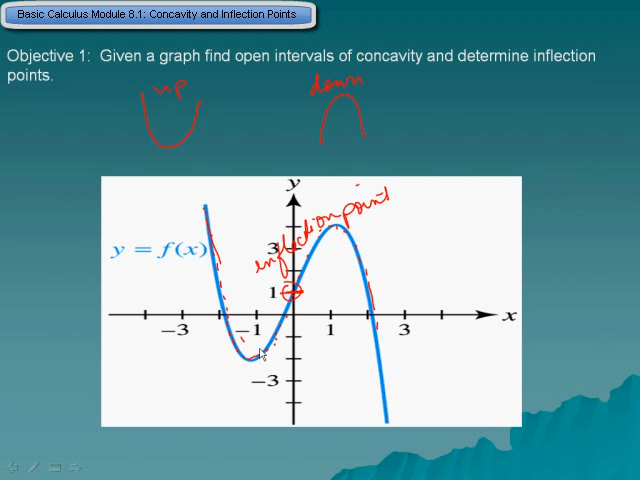 Basic Calculus Module 8.1: Concavity and Inflection Points
Objective 1: Given a graph find open intervals of concavity and determine inflection
points.
up
down
y
inflection point
y = f(x)
3
1
-3
-1
1
3
x
-3